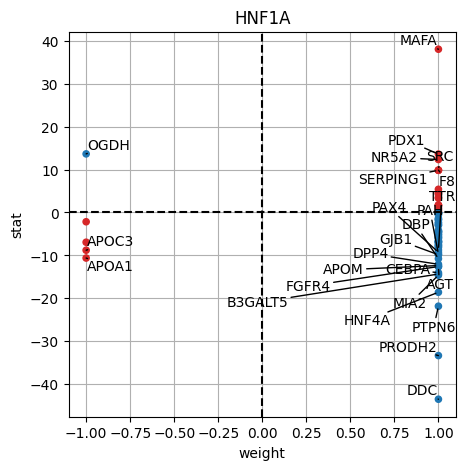 HNF1A
MAFA
OGDH
PDX1
SRC
NR5A2
SERPING1
F8
TTR
PAX4
PAH
DBP
GJB1
APOC3
DPP4
APOM
CEBPA
APOA1
FGFR4
AGT
B3GALT5
MIA2
HNF4A
PTPN6
PRODH2
DDC
40
30
20
10
0
−10
−20
−30
−40
stat
−1.00 −0.75 −0.50 −0.25 0.00 0.25 0.50 0.75 1.00
weight